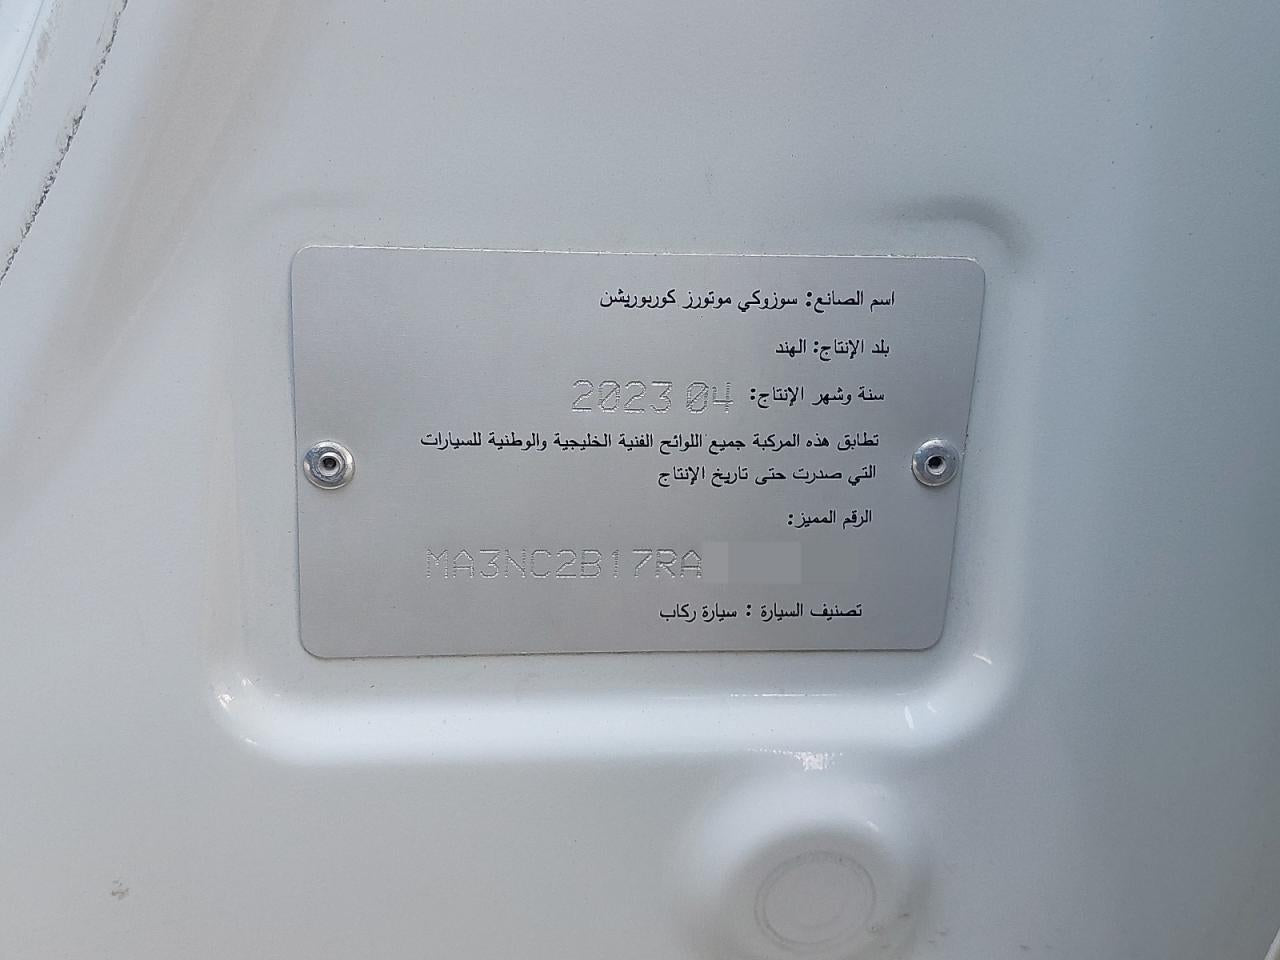 اسم الصانع: سوزوكي موتورز كوربوريشن
بلد الإنتاج: الهند
سنة وشهر الإنتاج: 2023 04
تطابق هذه المركبة جميع اللوائح الفنية الخليجية والوطنية للسيارات
التي صدرت حتى تاريخ الإنتاج
الرقم المميز:
MA3NC2B17RA
تصنيف السيارة : سيارة ركاب